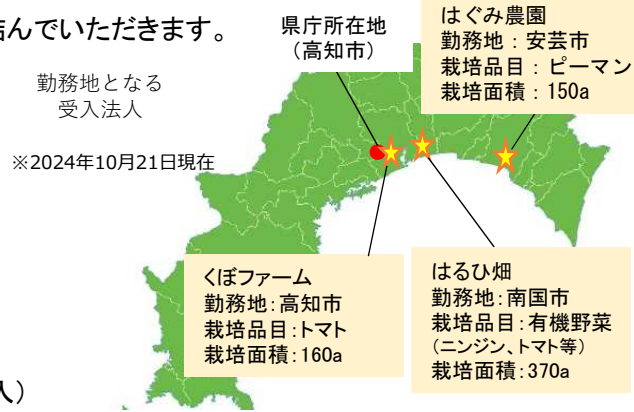 結んでいただきます。
県庁所在地
（高知市）
はぐみ農園
勤務地：安芸市
栽培品目：ピーマン
栽培面積：150a
勤務地となる
受入法人
※2024年10月21日現在
くぼファーム
勤務地:高知市
栽培品目:トマト
栽培面積:160a
はるひ畑
勤務地:南国市
栽培品目:有機野菜
（ニンジン、トマト等）
栽培面積:370a
人）